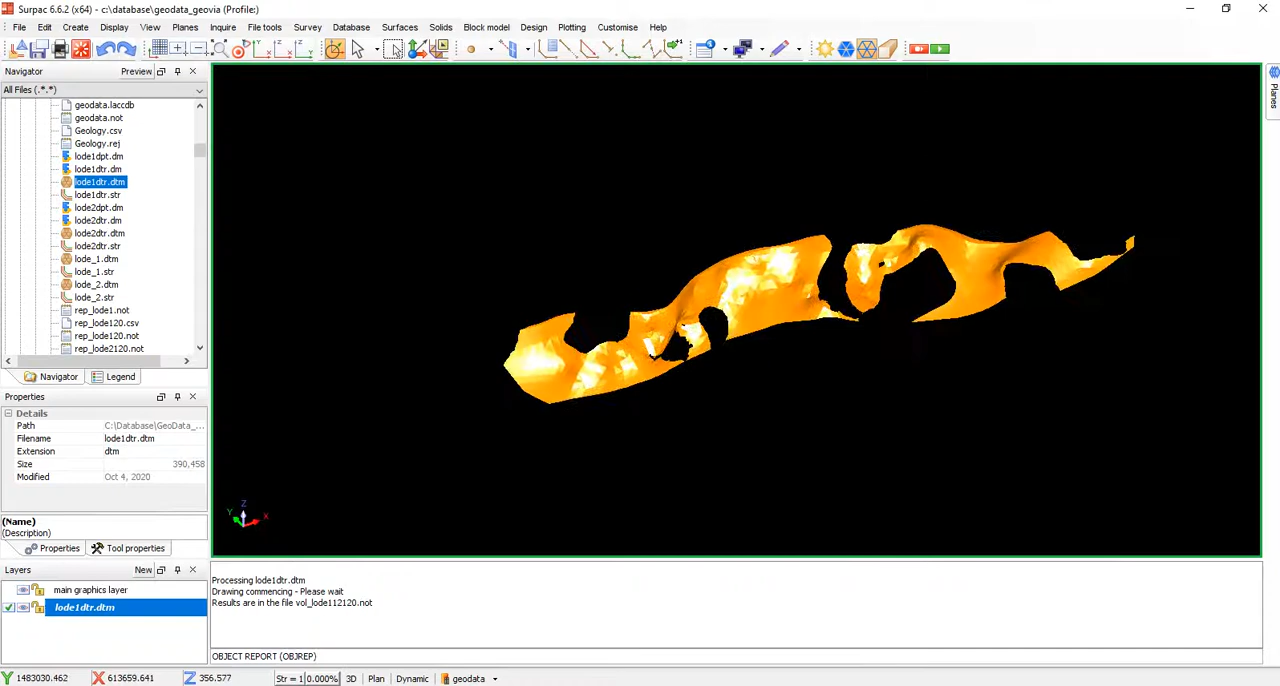 Surpac 6.6.2 (x64) - c:\database\geodata_geovia (Profile:)
File Edit Create Display View Planes Inquire File tools Survey Database Surfaces Solids Block model Design Plotting Customise Help
Navigator Preview
All Files (*.*)
geodata.laccdb
geodata.not
Geology.csv
Geology.rej
lode1dpt.dm
lode1dtr.dm
lode1dtr.dtm
lode1dtr.str
lode2dpt.dm
lode2dtr.dm
lode2dtr.dtm
lode2dtr.str
lode_1.dtm
lode_1.str
lode_2.dtm
lode_2.str
rep_lode1.not
rep_lode120.csv
rep_lode120.not
rep_lode2120.not
Navigator Legend
Properties
Details
Path C:\Database\GeoData_...
Filename lode1dtr.dtm
Extension dtm
Size 390,458
Modified Oct 4, 2020
(Name)
(Description)
Properties Tool properties
Layers New
main graphics layer
lode1dtr.dtm
Planes
Z
Y X
Processing lode1dtr.dtm
Drawing commencing - Please wait
Results are in the file vol_lode112120.not
OBJECT REPORT (OBJREP)
Y 1483030.462 X 613659.641 Z 356.577 Str = 1 0.000% 3D Plan Dynamic geodata